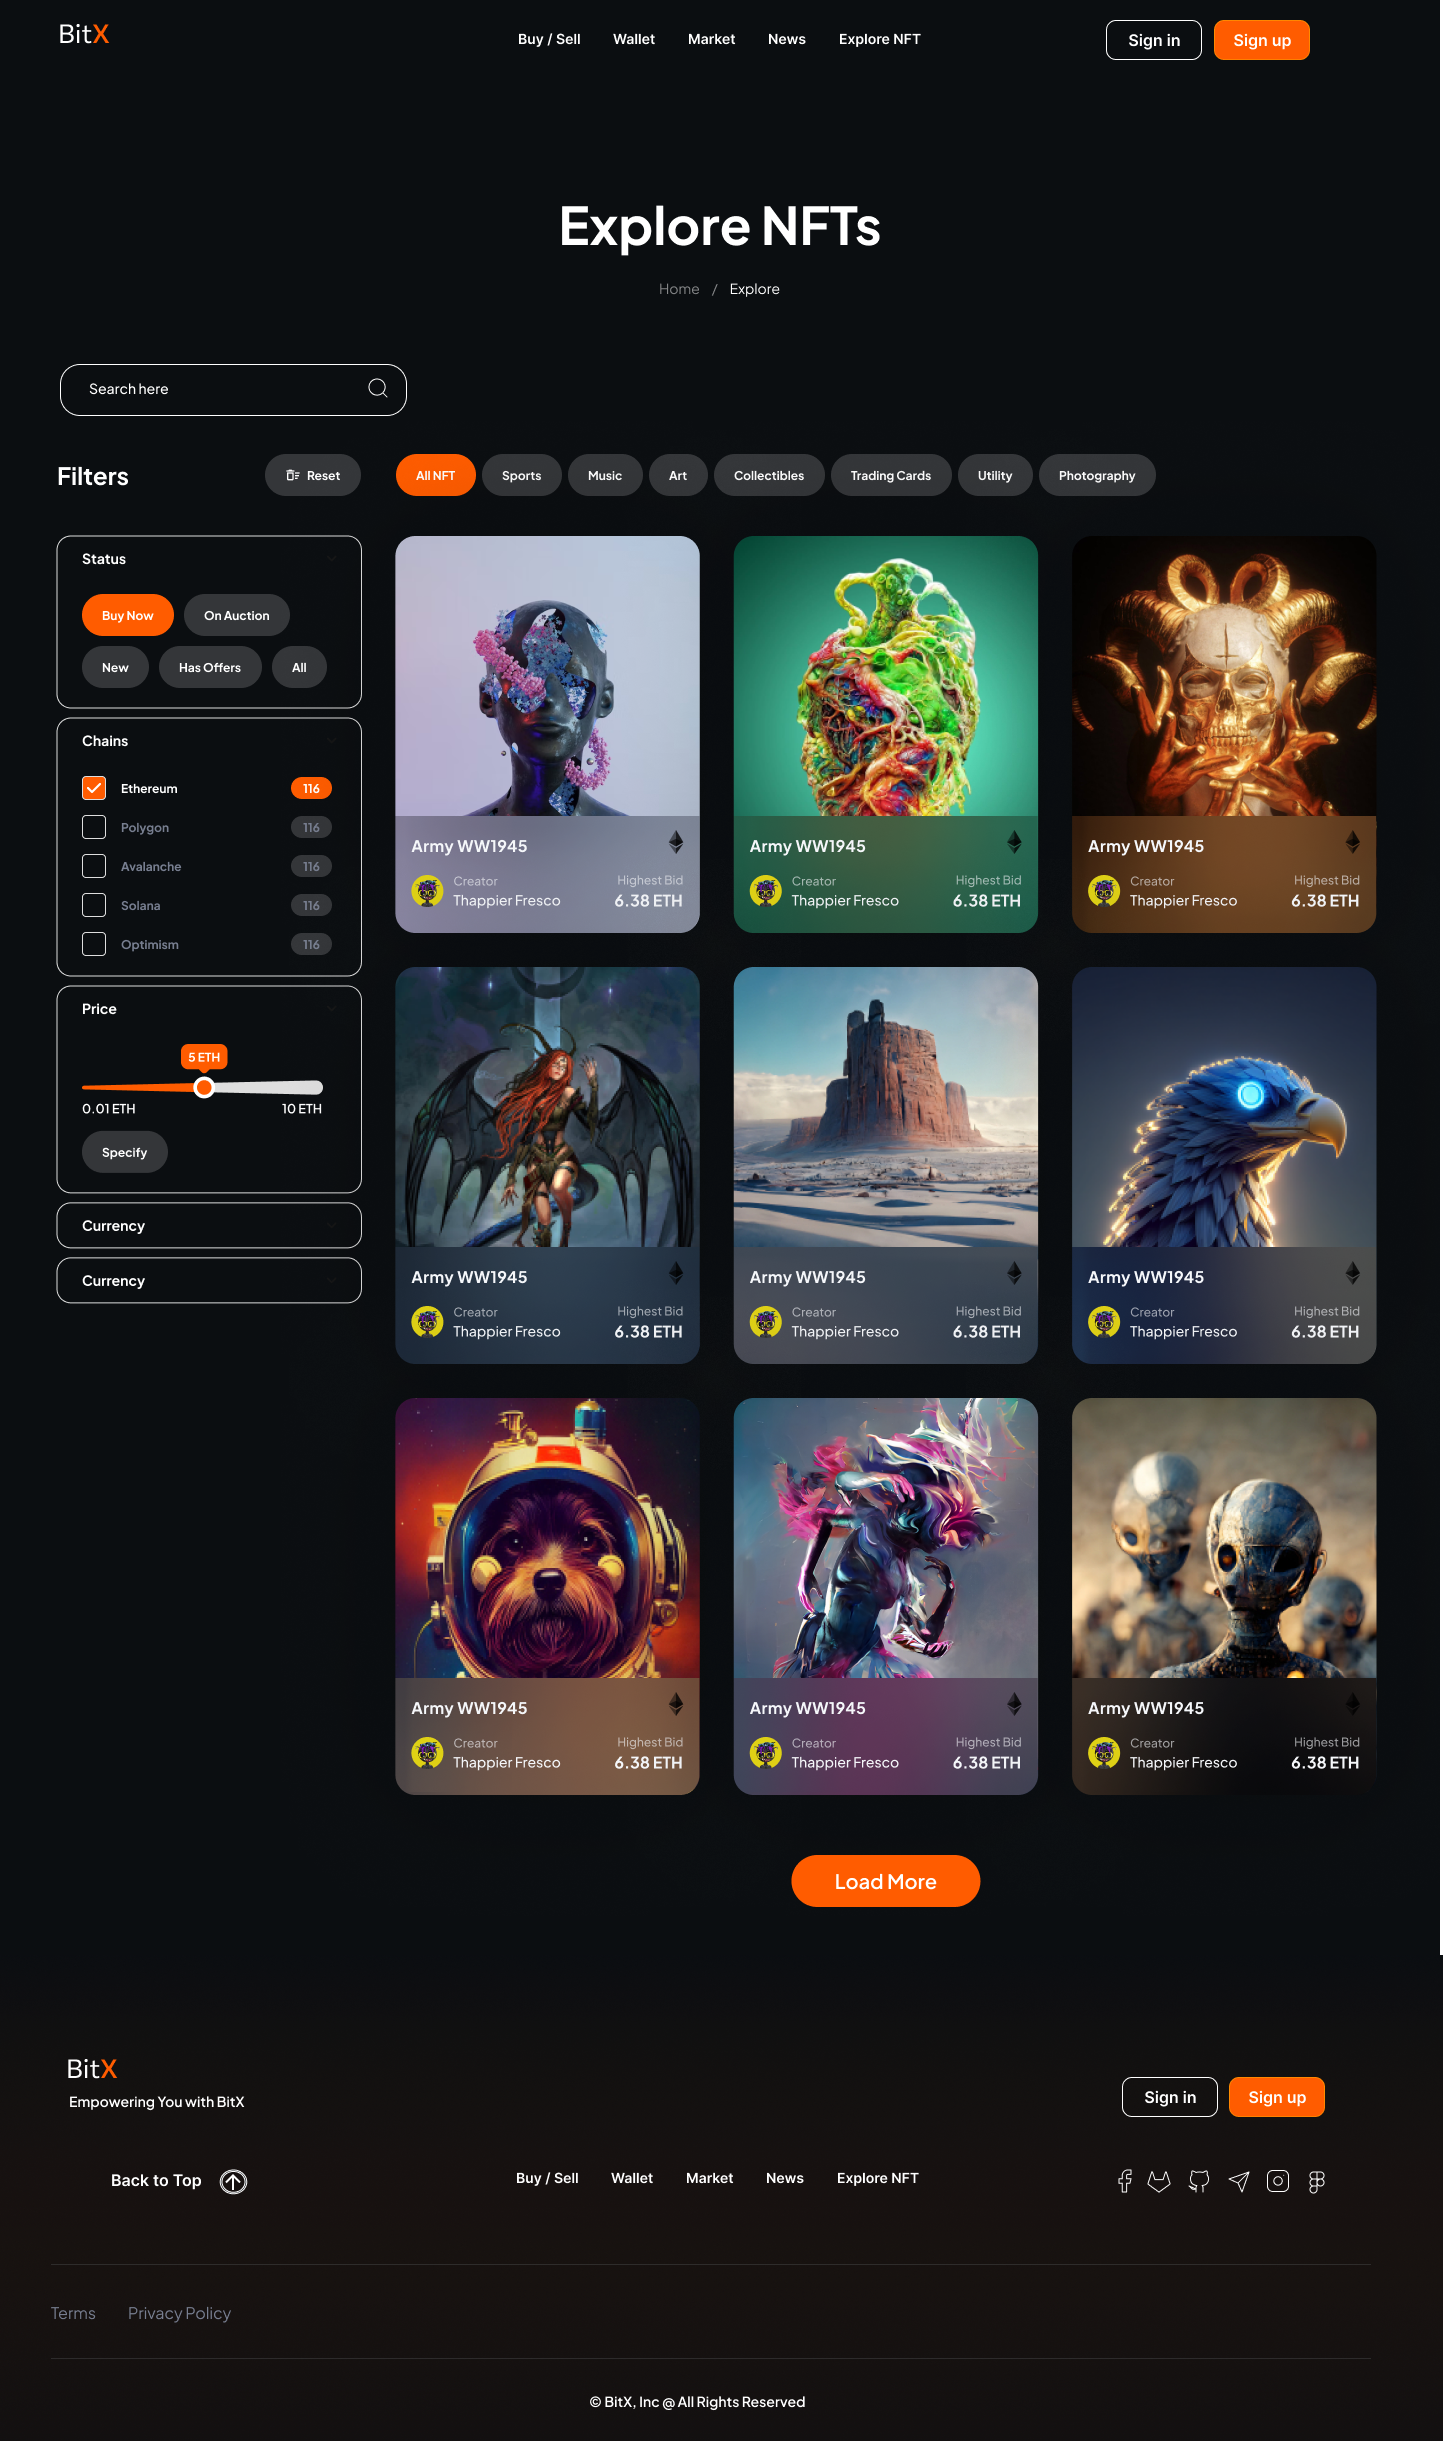 BitX
Buy / Sell Wallet Market News Explore NFT
Sign in Sign up
Explore NFTs
Home / Explore
Search here
Filters
Reset
All NFT Sports Music Art Collectibles Trading Cards Utility Photography
Status
Buy Now On Auction
New Has Offers All
Chains
Ethereum 116
Polygon 116
Avalanche 116
Solana 116
Optimism 116
Price
5 ETH
0.01 ETH 10 ETH
Specify
Currency
Currency
Army WW1945
Creator
Thappier Fresco
Highest Bid
6.38 ETH
Army WW1945
Creator
Thappier Fresco
Highest Bid
6.38 ETH
Army WW1945
Creator
Thappier Fresco
Highest Bid
6.38 ETH
Army WW1945
Creator
Thappier Fresco
Highest Bid
6.38 ETH
Army WW1945
Creator
Thappier Fresco
Highest Bid
6.38 ETH
Army WW1945
Creator
Thappier Fresco
Highest Bid
6.38 ETH
Army WW1945
Creator
Thappier Fresco
Highest Bid
6.38 ETH
Army WW1945
Creator
Thappier Fresco
Highest Bid
6.38 ETH
Army WW1945
Creator
Thappier Fresco
Highest Bid
6.38 ETH
Load More
BitX
Empowering You with BitX
Sign in Sign up
Back to Top
Buy / Sell Wallet Market News Explore NFT
Terms Privacy Policy
© BitX, Inc @ All Rights Reserved